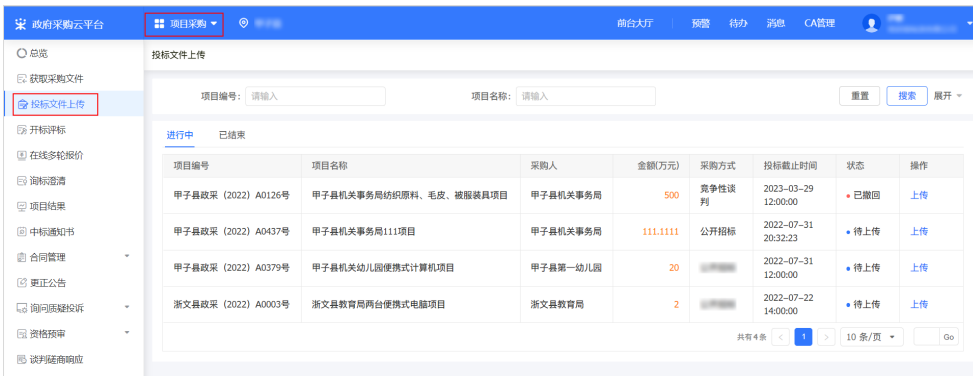 政府采购云平台
项目采购
前台大厅 预警 待办 消息 CA管理
总览
获取采购文件
投标文件上传
开标评标
在线多轮报价
询标澄清
项目结果
中标通知书
合同管理
更正公告
询问质疑投诉
资格预审
谈判磋商响应
投标文件上传
项目编号: 请输入 项目名称: 请输入 重置 搜索 展开
进行中 已结束
项目编号 项目名称 采购人 金额(万元) 采购方式 投标截止时间 状态 操作
甲子县政采 (2022) A0126号 甲子县机关事务局纺织原料、毛皮、被服装具项目 甲子县机关事务局 500 竞争性谈判 2023-03-29 12:00:00 已撤回 上传
甲子县政采 (2022) A0437号 甲子县机关事务局111项目 甲子县机关事务局 111.1111 公开招标 2022-07-31 20:32:23 待上传 上传
甲子县政采 (2022) A0379号 甲子县机关幼儿园便携式计算机项目 甲子县第一幼儿园 20 2022-07-31 12:00:00 待上传 上传
浙文县政采 (2022) A0003号 浙文县教育局两台便携式电脑项目 浙文县教育局 2 2022-07-22 14:00:00 待上传 上传
共有4条 < 1 > 10 条/页 Go